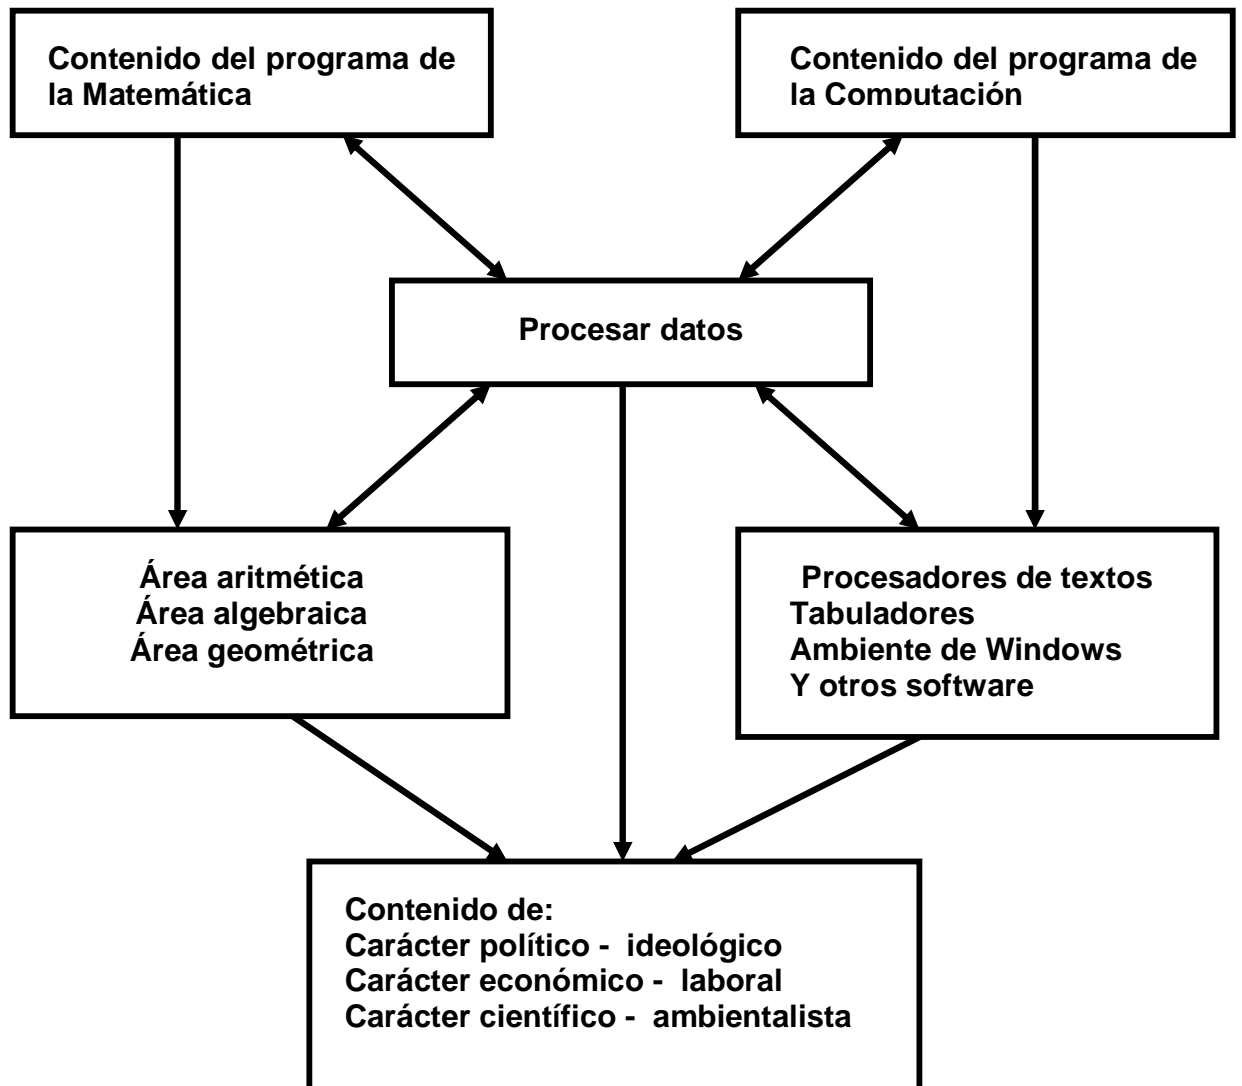 Contenido del programa de
la Matemática
Contenido del programa de
la Computación
Procesar datos
Área aritmética
Área algebraica
Área geométrica
Procesadores de textos
Tabuladores
Ambiente de Windows
Y otros software
Contenido de:
Carácter político - ideológico
Carácter económico - laboral
Carácter científico - ambientalista